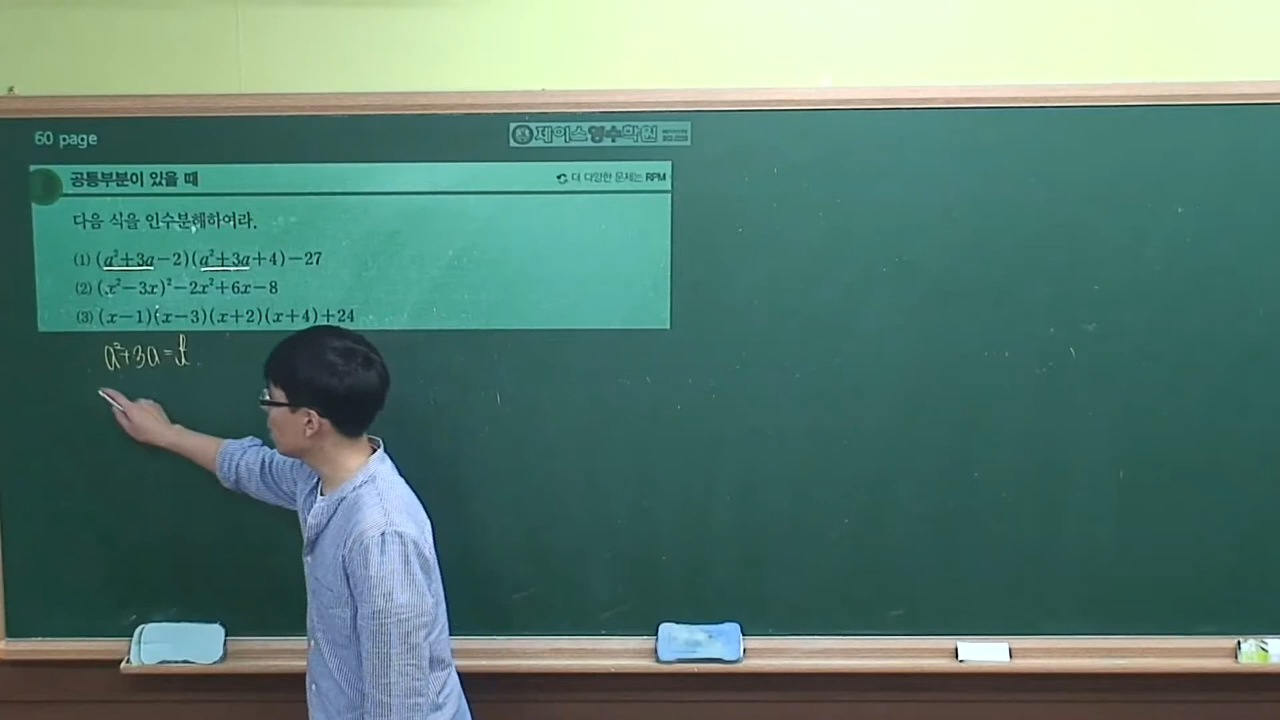 60 page
제이스영수학원
공통부분이 있을 때
더 다양한 문제는 RPM
다음 식을 인수분해하여라.
(1) (a²+3a-2)(a²+3a+4)-27
(2) (x²-3x)²-2x²+6x-8
(3) (x-1)(x-3)(x+2)(x+4)+24
a²+3a=t